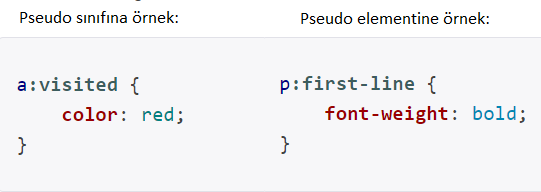 Pseudo sınıfına örnek:
a:visited {
    color: red;
}
Pseudo elementine örnek:
p:first-line {
    font-weight: bold;
}